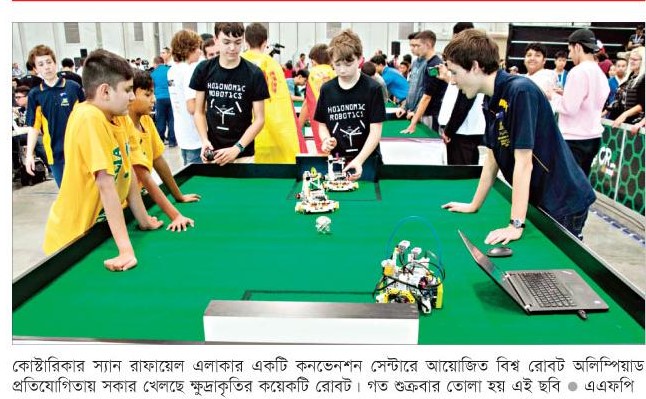 HOLONOMIC
ROBOTICS
HOLONOMIC
ROBOTICS
CR
কোস্টারিকার স্যান রাফায়েল এলাকার একটি কনভেনশন সেন্টারে আয়োজিত বিশ্ব রোবট অলিম্পিয়াড
প্রতিযোগিতায় সকার খেলছে ক্ষুদ্রাকৃতির কয়েকটি রোবট। গত শুক্রবার তোলা হয় এই ছবি ● এএফপি